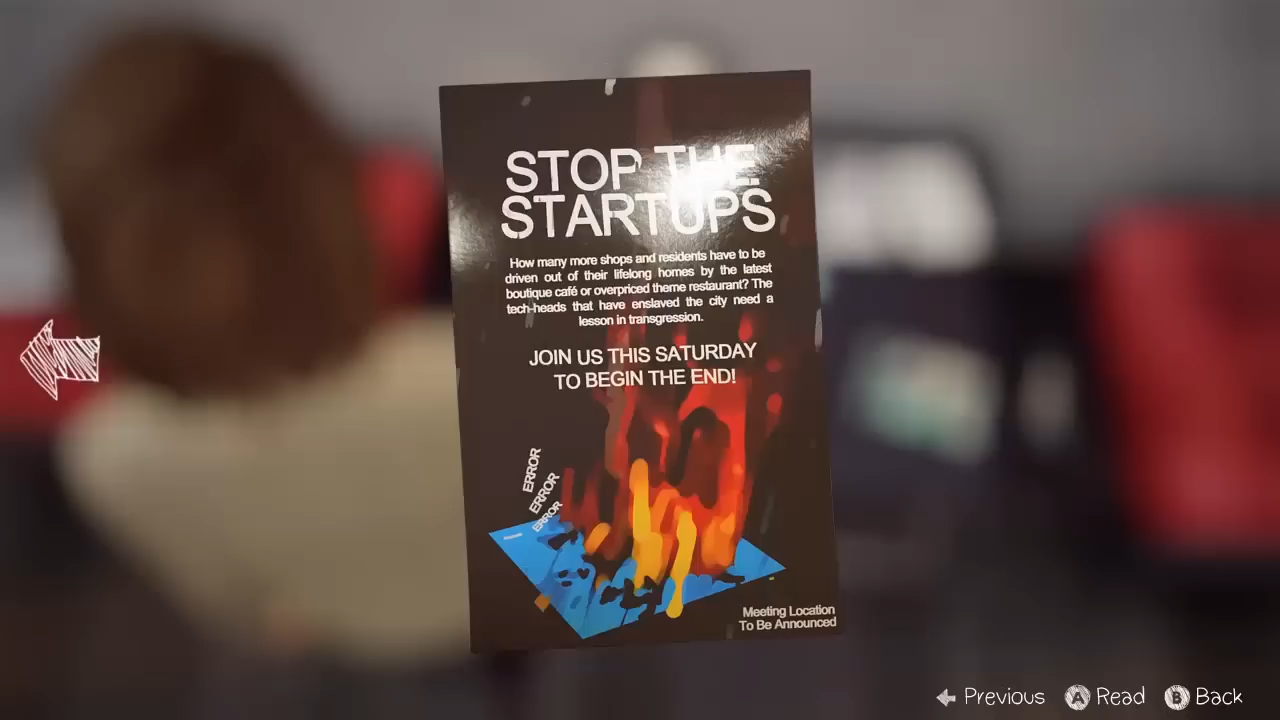 STOP THE
STARTUPS
How many more shops and residents have to be
driven out of their lifelong homes by the latest
boutique café or overpriced theme restaurant? The
tech-heads that have enslaved the city need a
lesson in transgression.
JOIN US THIS SATURDAY
TO BEGIN THE END!
ERROR
ERROR
ERROR
Meeting Location
To Be Announced
Previous
A Read
B Back